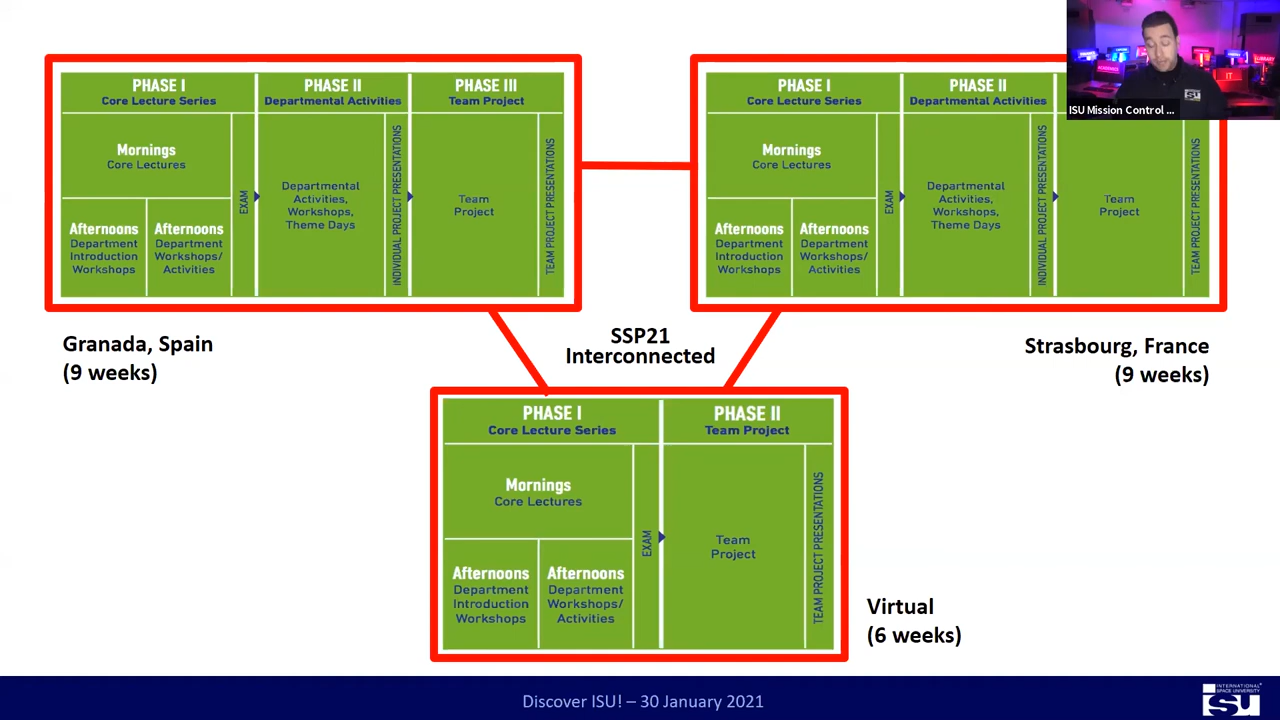 PHASE I
Core Lecture Series
PHASE II
Departmental Activities
PHASE III
Team Project
Mornings
Core Lectures
Afternoons
Department
Introduction
Workshops
Afternoons
Department
Workshops/
Activities
EXAM
Departmental
Activities,
Workshops,
Theme Days
INDIVIDUAL PROJECT PRESENTATIONS
Team
Project
TEAM PROJECT PRESENTATIONS
PHASE I
Core Lecture Series
PHASE II
Departmental Activities
Mornings
Core Lectures
Afternoons
Department
Introduction
Workshops
Afternoons
Department
Workshops/
Activities
EXAM
Departmental
Activities,
Workshops,
Theme Days
INDIVIDUAL PROJECT PRESENTATIONS
Team
Project
TEAM PROJECT PRESENTATIONS
IT
LIBRARY
ISU
ISU Mission Control ...
Granada, Spain
(9 weeks)
SSP21
Interconnected
Strasbourg, France
(9 weeks)
PHASE I
Core Lecture Series
PHASE II
Team Project
Mornings
Core Lectures
Afternoons
Department
Introduction
Workshops
Afternoons
Department
Workshops/
Activities
EXAM
Team
Project
TEAM PROJECT PRESENTATIONS
Virtual
(6 weeks)
Discover ISU! – 30 January 2021
INTERNATIONAL
SPACE UNIVERSITY
ISU